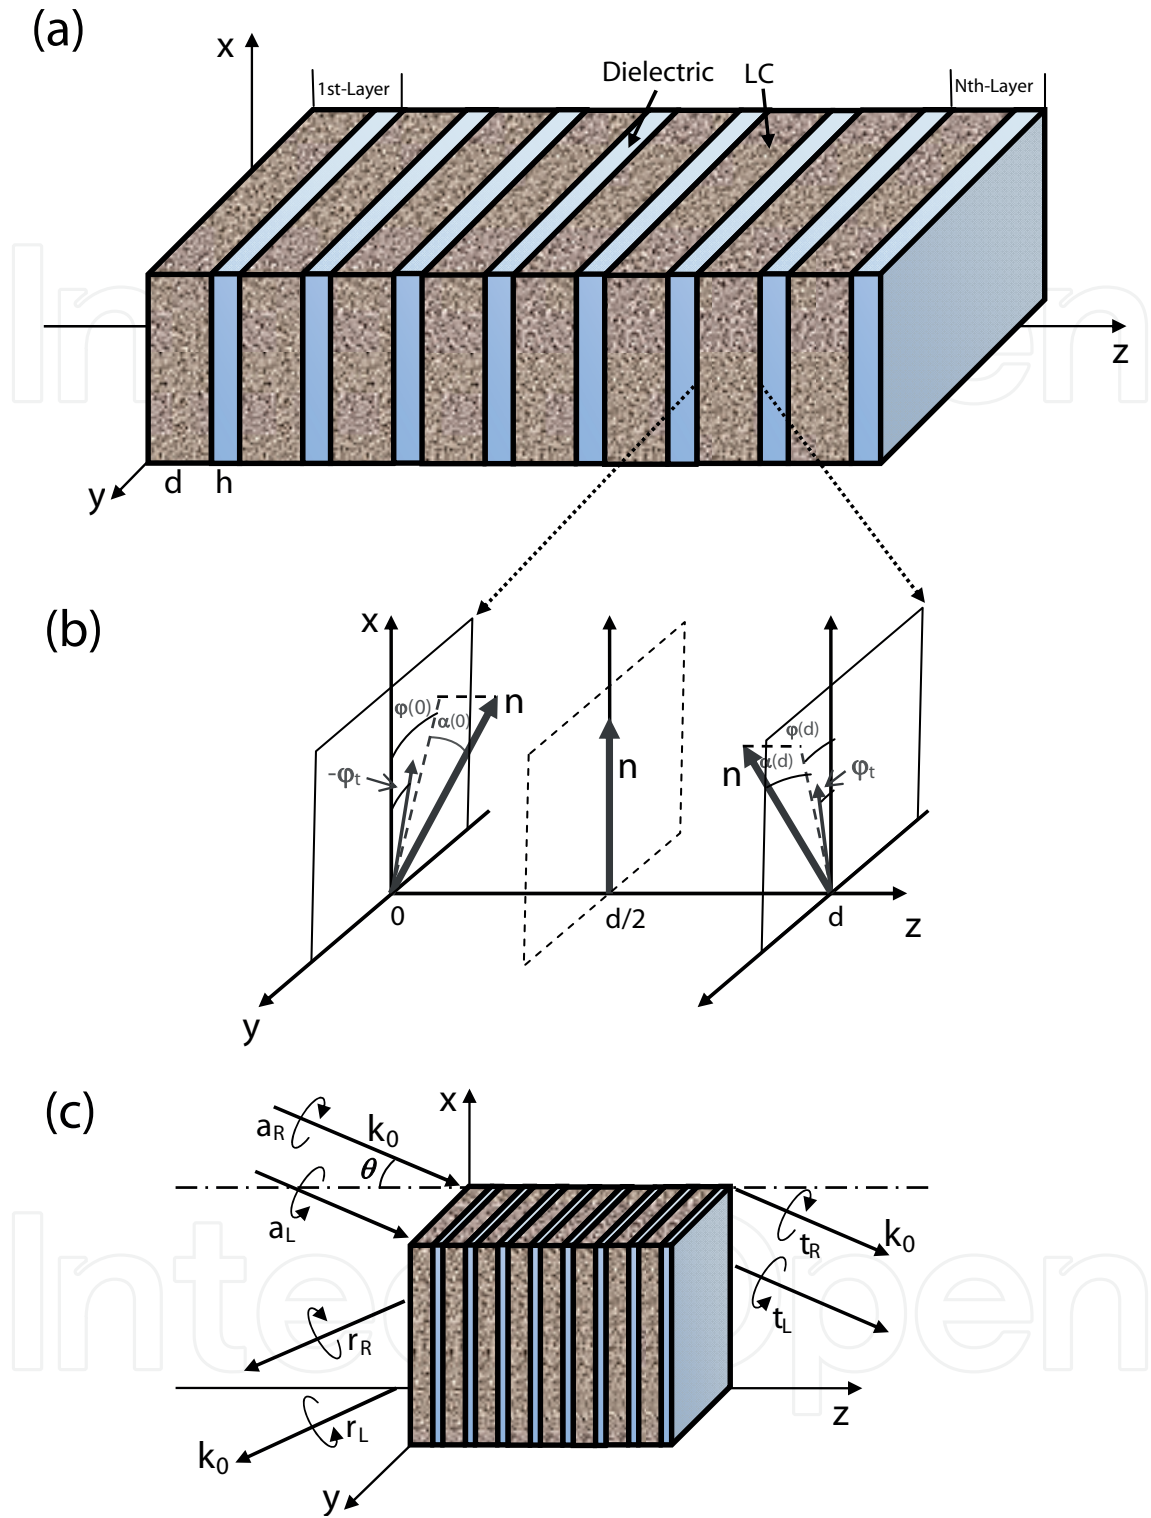 (a)
x
1st-Layer
Dielectric
LC
Nth-Layer
z
y
d
h
(b)
x
φ(0)
α(0)
n
-φt
n
φ(d)
α(d)
n
φt
0
d/2
d
z
y
(c)
x
aR
k0
θ
aL
tR
k0
tL
rR
rL
k0
z
y
IntechOpen